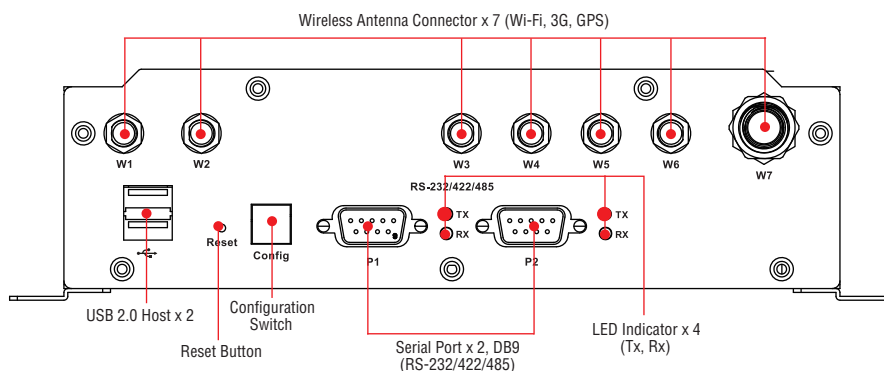 Wireless Antenna Connector x 7 (Wi-Fi, 3G, GPS)
W1
W2
W3
W4
W5
W6
W7
RS-232/422/485
TX
TX
RX
RX
Reset
Config
P1
P2
USB 2.0 Host x 2
Configuration
Switch
Reset Button
Serial Port x 2, DB9
(RS-232/422/485)
LED Indicator x 4
(Tx, Rx)